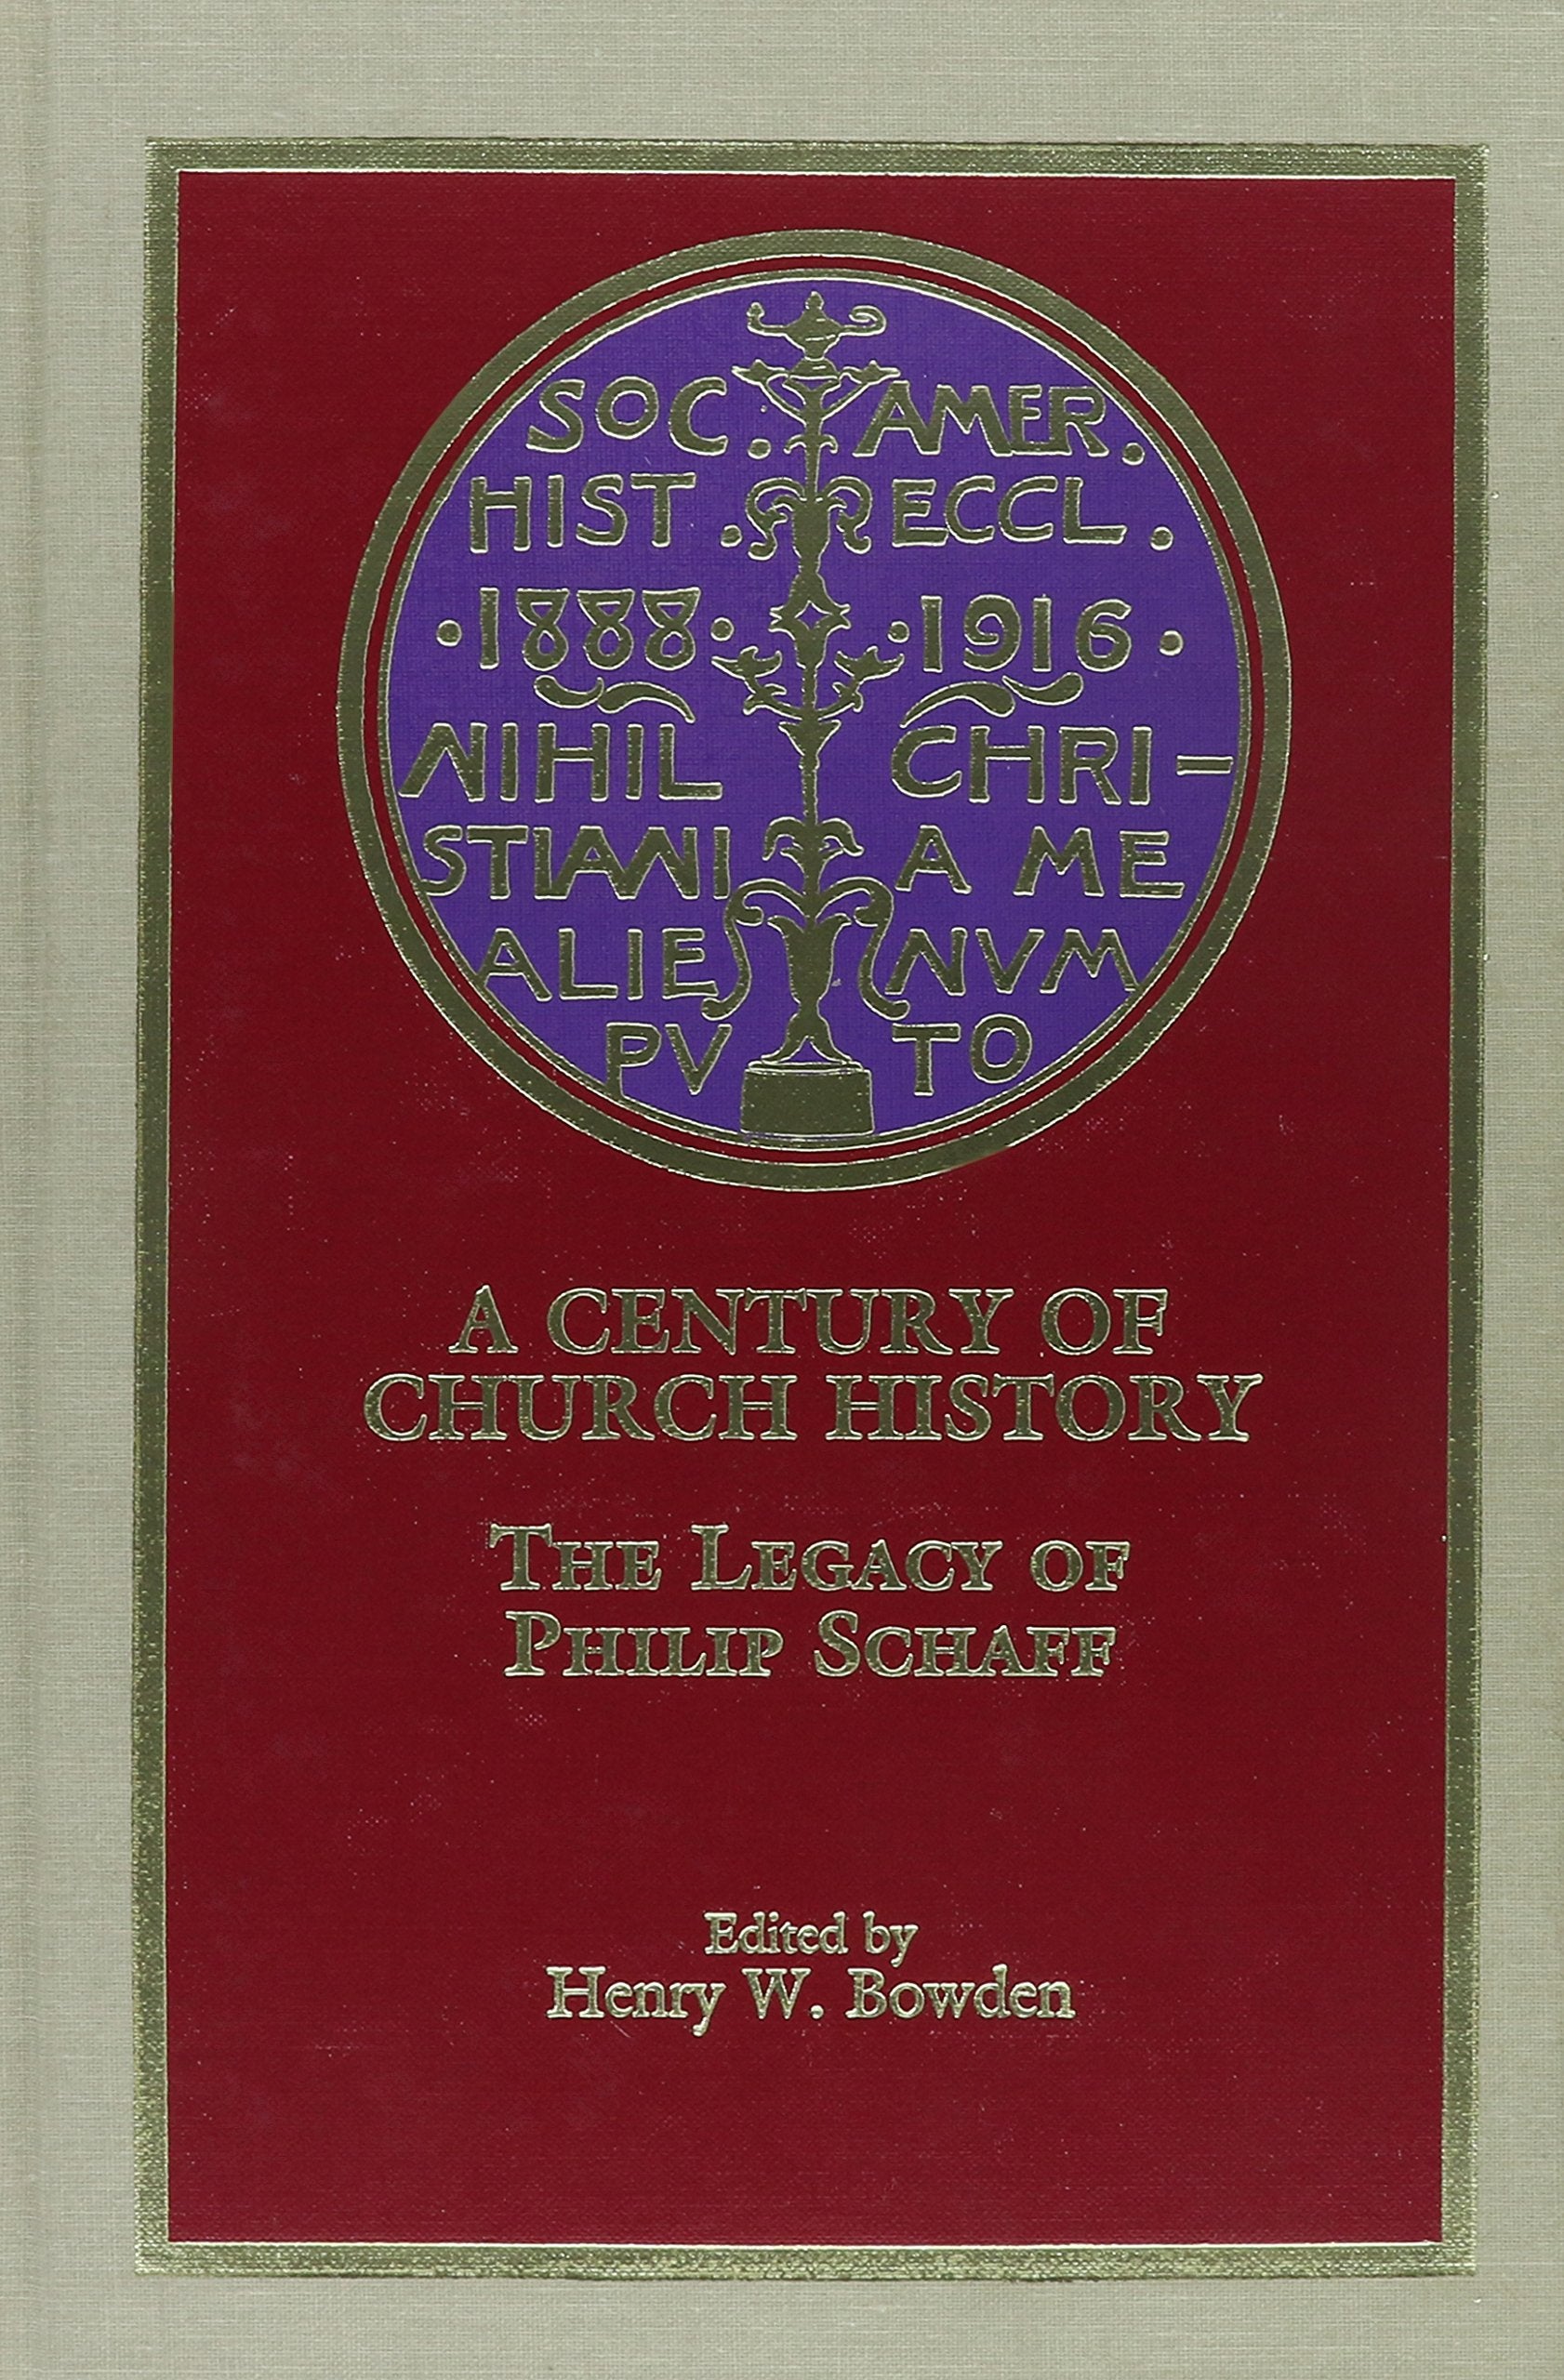 SOC. AMER.
HIST. ECCL.
·1888· ·1916·
NIHIL CHRI-
STIANI A ME
ALIE NVM
PV TO
A CENTURY OF
CHURCH HISTORY
THE LEGACY OF
PHILIP SCHAFF
Edited by
Henry W. Bowden